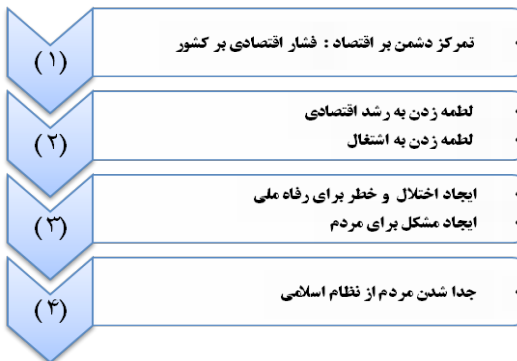 (۱)
تمرکز دشمن بر اقتصاد : فشار اقتصادی بر کشور
(۲)
لطمه زدن به رشد اقتصادی
لطمه زدن به اشتغال
(۳)
ایجاد اختلال و خطر برای رفاه ملی
ایجاد مشکل برای مردم
(۴)
جدا شدن مردم از نظام اسلامی